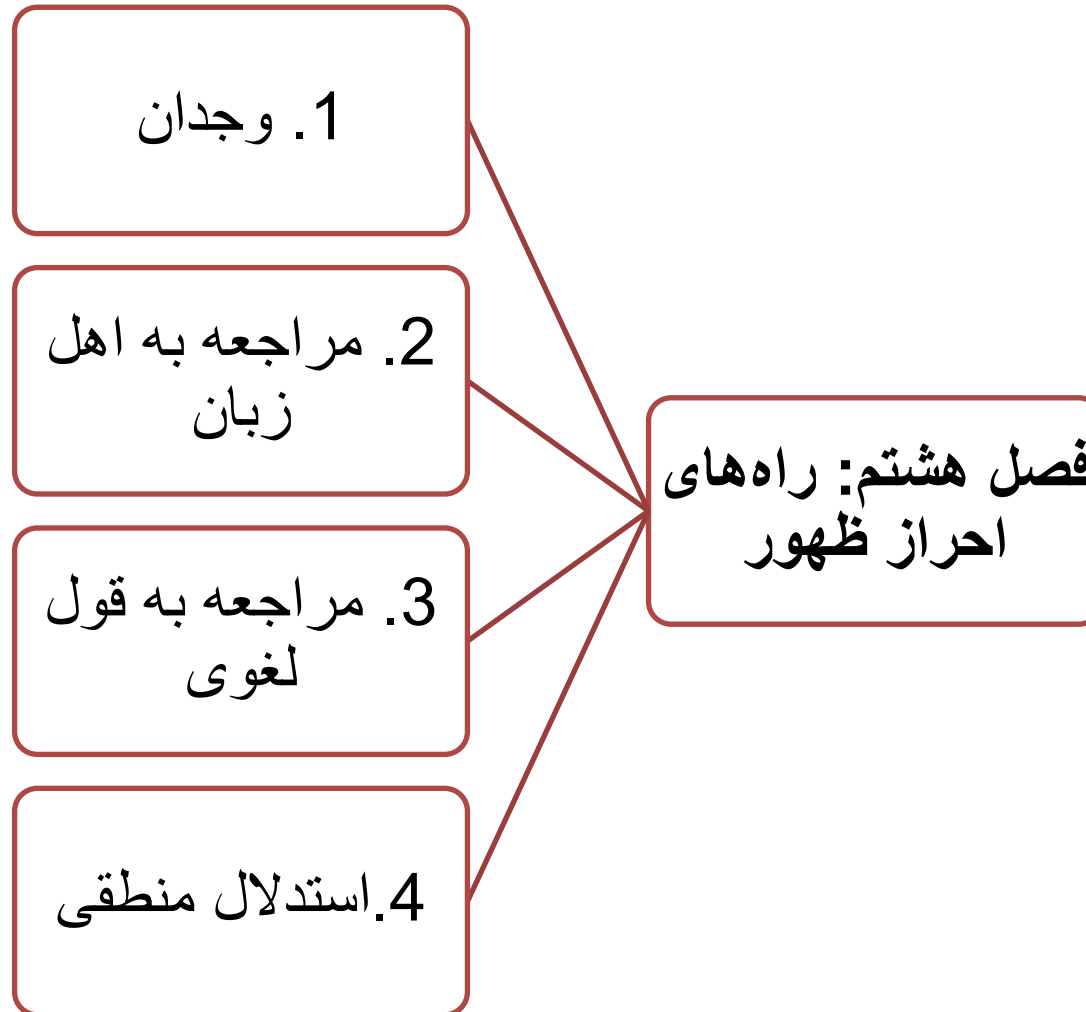 فصل هشتم: راه‌های
احراز ظهور
1. وجدان
2. مراجعه به اهل
زبان
3. مراجعه به قول
لغوی
4.استدلال منطقی